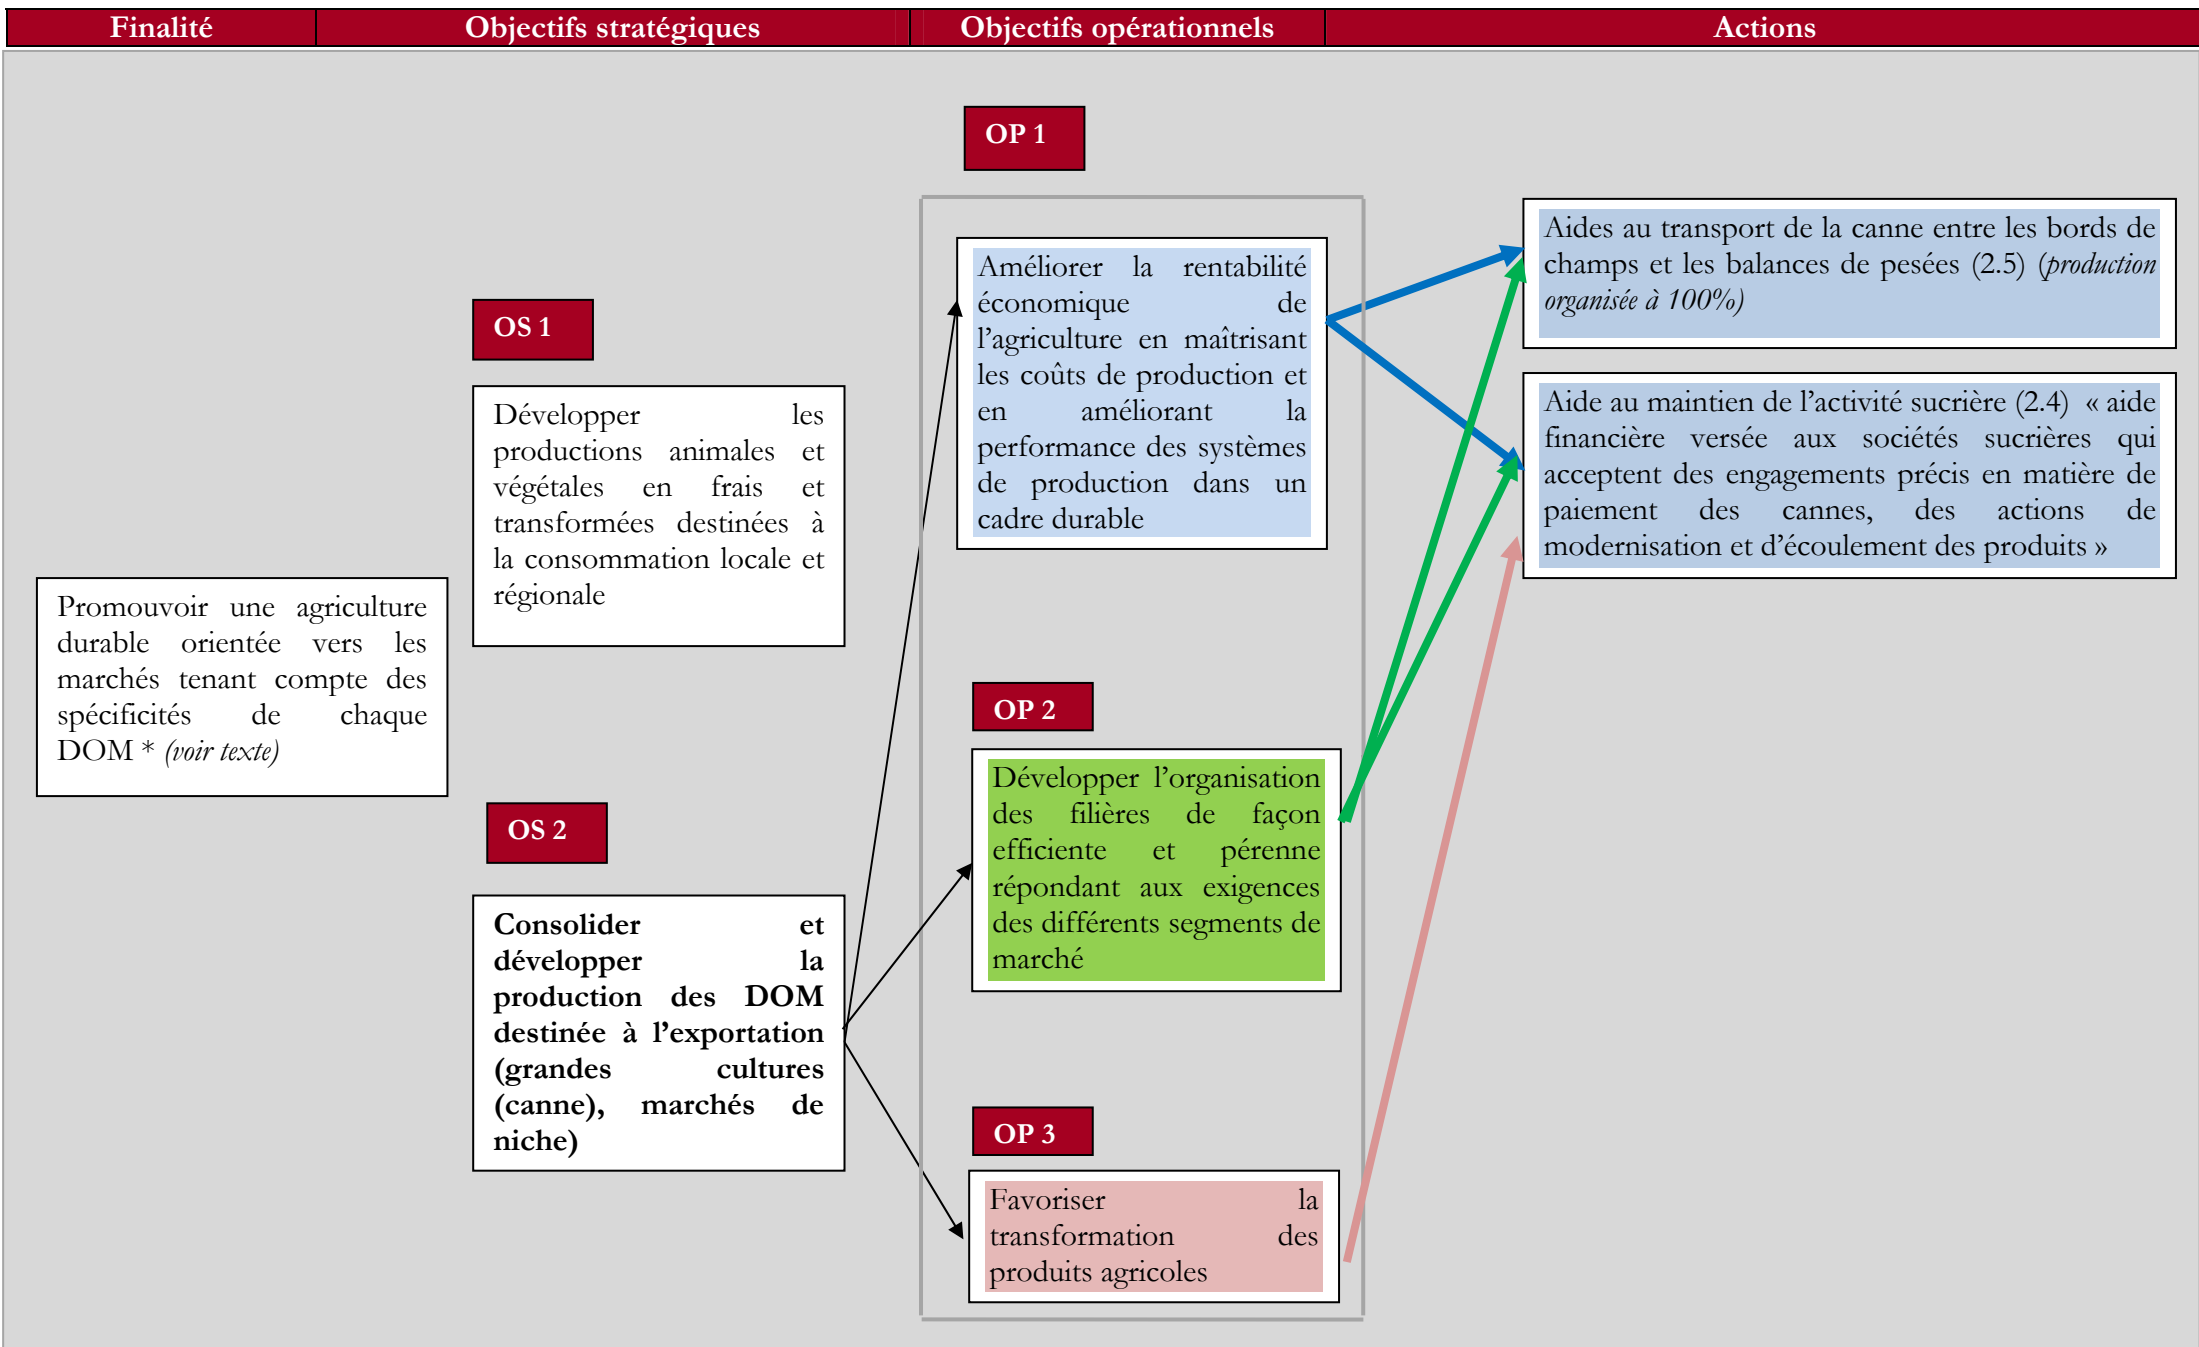 Finalité
Objectifs stratégiques
Objectifs opérationnels
Actions
Promouvoir une agriculture
durable orientée vers les
marchés tenant compte des
spécificités de chaque
DOM * (voir texte)
OS 1
Développer les
productions animales et
végétales en frais et
transformées destinées à
la consommation locale et
régionale
OS 2
Consolider et
développer la
production des DOM
destinée à l’exportation
(grandes cultures
(canne), marchés de
niche)
OP 1
Améliorer la rentabilité
économique de
l’agriculture en maîtrisant
les coûts de production et
en améliorant la
performance des systèmes
de production dans un
cadre durable
OP 2
Développer l’organisation
des filières de façon
efficiente et pérenne
répondant aux exigences
des différents segments de
marché
OP 3
Favoriser la
transformation des
produits agricoles
Aides au transport de la canne entre les bords de
champs et les balances de pesées (2.5) (production
organisée à 100%)
Aide au maintien de l’activité sucrière (2.4) « aide
financière versée aux sociétés sucrières qui
acceptent des engagements précis en matière de
paiement des cannes, des actions de
modernisation et d’écoulement des produits »